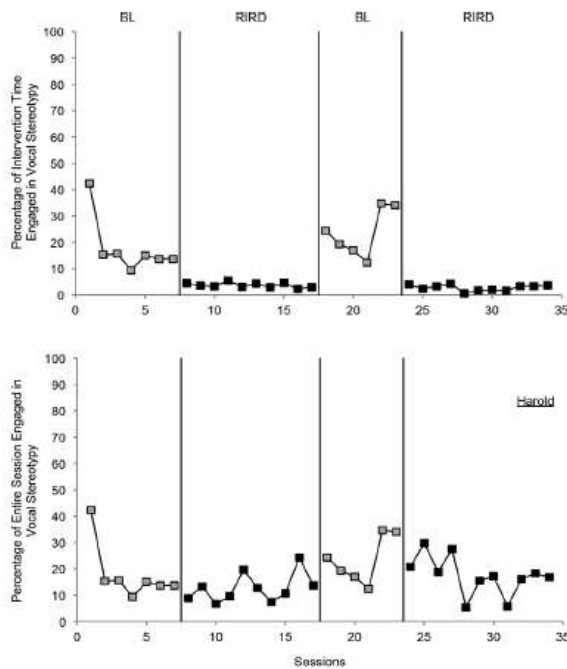 BL RIRD BL RIRD
Percentage of Intervention Time
Engaged in Vocal Stereotypy
100
90
80
70
60
50
40
30
20
10
0
0 5 10 15 20 25 30 35
Percentage of Entire Session Engaged in
Vocal Stereotypy
100
90
80
70
60
50
40
30
20
10
0
Harold
0 5 10 15 20 25 30 35
Sessions